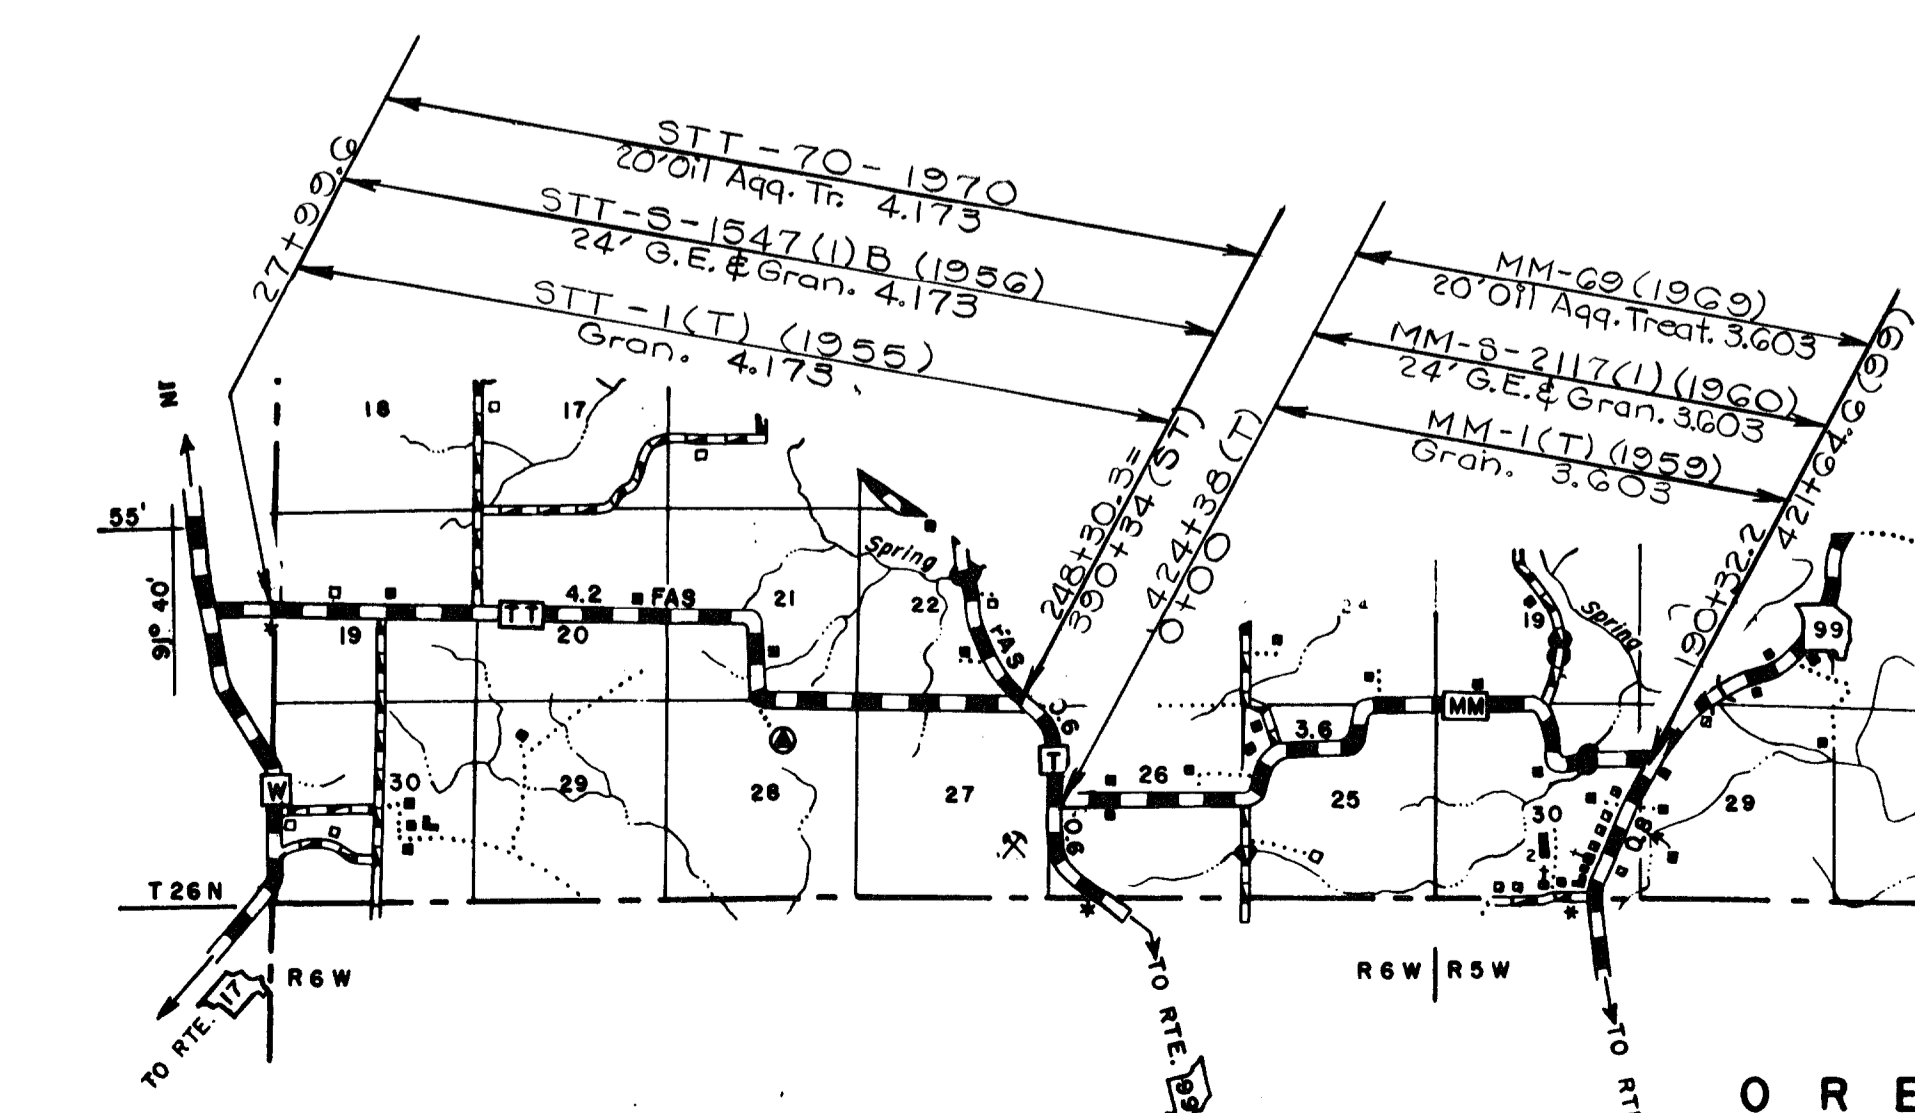 STT - 70 - 1970
20' Oil Agg. Tr. 4.173
STT-S-1547(1)B (1956)
24' G.E. & Gran. 4.173
STT-1(T) (1955)
Gran. 4.173
27+99.6
MM-69 (1969)
20' Oil Agg. Treat. 3.603
MM-S-2117(1) (1960)
24' G.E. & Gran. 3.603
MM-1(T) (1959)
Gran. 3.603
248+30.3=
390+34 (ST)
424+38 (T)
0+00
190+32.2
421+64.6 (99)
18
17
55'
91° 40'
Spring
4.2
FAS
TT
19
20
21
22
FAS
19
Spring
99
MM
3.6
T
W
30
29
28
27
26
25
30
29
0.6
2
T 26 N
R 6 W
R 6 W
R 5 W
17
TO RTE.
TO RTE.
99
TO
O R E